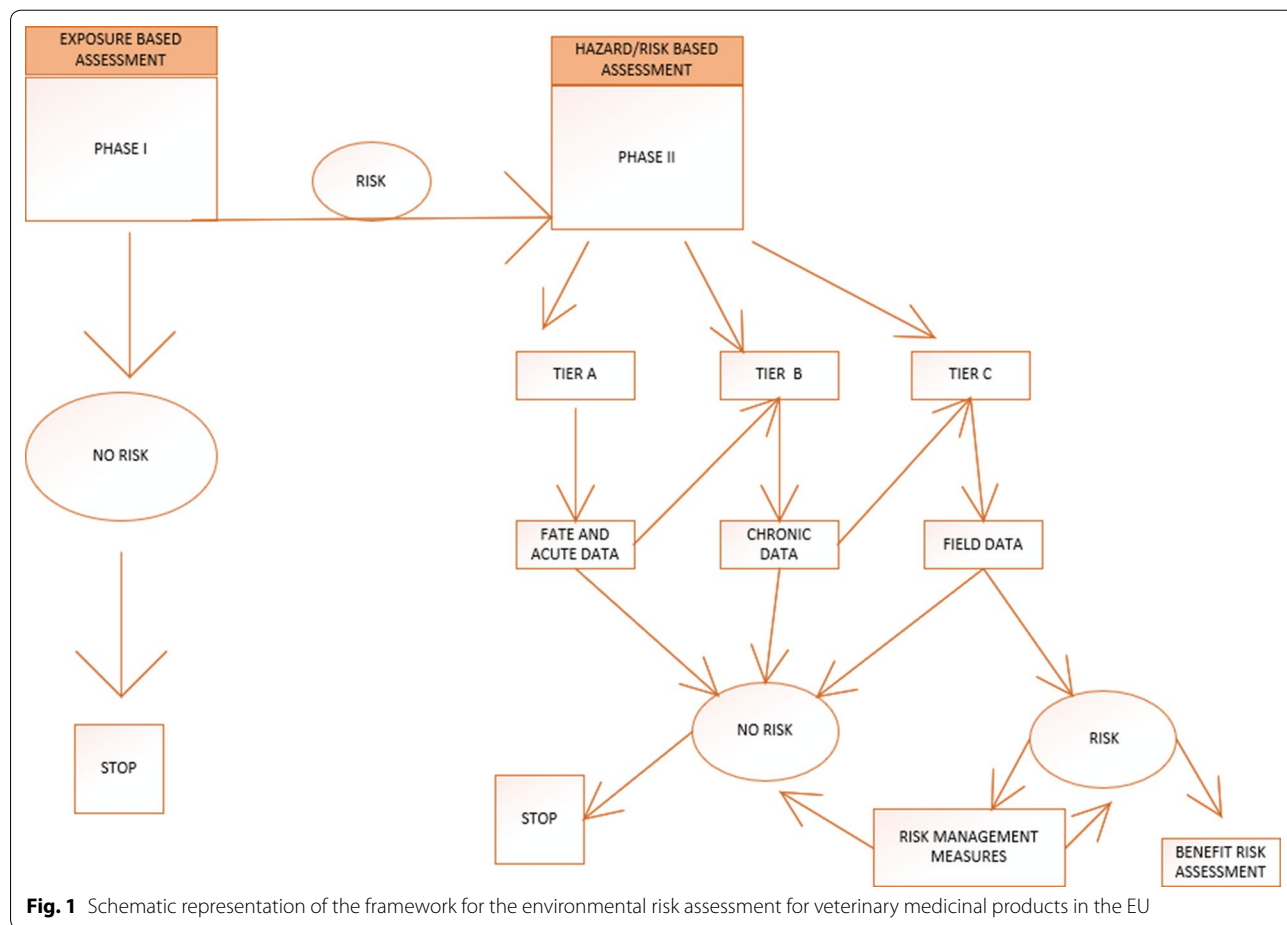 EXPOSURE BASED
ASSESSMENT
PHASE I
RISK
HAZARD/RISK BASED
ASSESSMENT
PHASE II
TIER A
TIER B
TIER C
NO RISK
FATE AND
ACUTE DATA
CHRONIC
DATA
FIELD DATA
STOP
NO RISK
RISK
STOP
RISK MANAGEMENT
MEASURES
BENEFIT RISK
ASSESSMENT
Fig. 1 Schematic representation of the framework for the environmental risk assessment for veterinary medicinal products in the EU